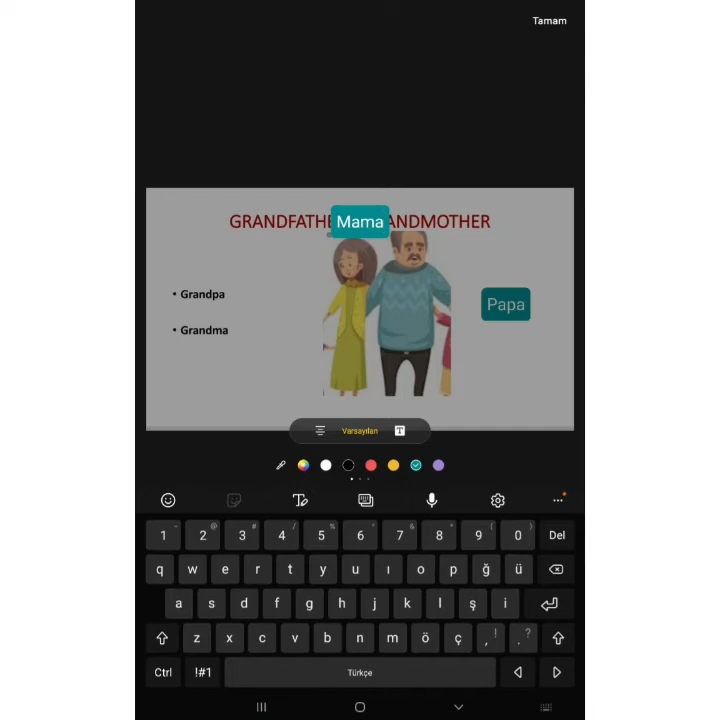 Tamam
GRANDFATHE Mama ANDMOTHER
• Grandpa
Papa
• Grandma
Varsayılan
T
1 2 @ 3 # 4 / 5 % 6 ^ 7 & 8 * 9 ( 0 ) Del
q w e r t y u ı o p ğ ü
a s d f g h j k l ş i
z x c v b n m ö ç , ! . ?
Ctrl !#1 Türkçe